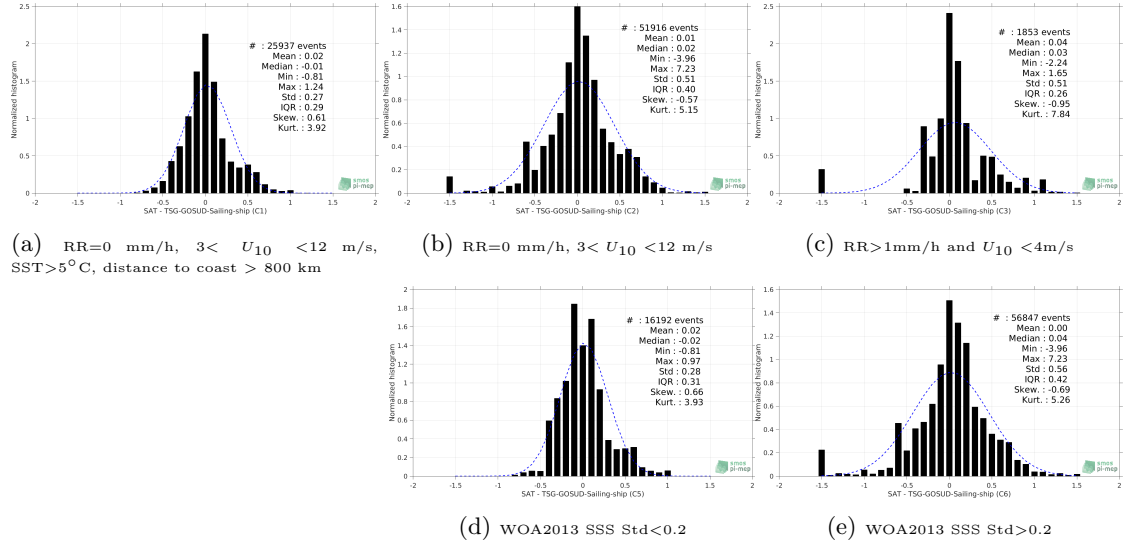 2.5
2
1.5
1
0.5
0
Normalized histogram
# : 25937 events
Mean : 0.02
Median : -0.01
Min : -0.81
Max : 1.24
Std : 0.27
IQR : 0.29
Skew. : 0.61
Kurt. : 3.92
smos
pi-mep
-2 -1.5 -1 -0.5 0 0.5 1 1.5 2
SAT - TSG-GOSUD-Sailing-ship (C1)
(a) RR=0 mm/h, 3< U10 <12 m/s,
SST>5°C, distance to coast > 800 km
1.6
1.4
1.2
1
0.8
0.6
0.4
0.2
0
Normalized histogram
# : 51916 events
Mean : 0.01
Median : 0.02
Min : -3.96
Max : 7.23
Std : 0.51
IQR : 0.40
Skew. : -0.57
Kurt. : 5.15
smos
pi-mep
-2 -1.5 -1 -0.5 0 0.5 1 1.5 2
SAT - TSG-GOSUD-Sailing-ship (C2)
(b) RR=0 mm/h, 3< U10 <12 m/s
2.5
2
1.5
1
0.5
0
Normalized histogram
# : 1853 events
Mean : 0.04
Median : 0.03
Min : -2.24
Max : 1.65
Std : 0.51
IQR : 0.26
Skew. : -0.95
Kurt. : 7.84
smos
pi-mep
-2 -1.5 -1 -0.5 0 0.5 1 1.5 2
SAT - TSG-GOSUD-Sailing-ship (C3)
(c) RR>1mm/h and U10 <4m/s
2
1.8
1.6
1.4
1.2
1
0.8
0.6
0.4
0.2
0
Normalized histogram
# : 16192 events
Mean : 0.02
Median : -0.02
Min : -0.81
Max : 0.97
Std : 0.28
IQR : 0.31
Skew. : 0.66
Kurt. : 3.93
smos
pi-mep
-2 -1.5 -1 -0.5 0 0.5 1 1.5 2
SAT - TSG-GOSUD-Sailing-ship (C5)
(d) WOA2013 SSS Std<0.2
1.6
1.4
1.2
1
0.8
0.6
0.4
0.2
0
Normalized histogram
# : 56847 events
Mean : 0.00
Median : 0.04
Min : -3.96
Max : 7.23
Std : 0.56
IQR : 0.42
Skew. : -0.69
Kurt. : 5.26
smos
pi-mep
-2 -1.5 -1 -0.5 0 0.5 1 1.5 2
SAT - TSG-GOSUD-Sailing-ship (C6)
(e) WOA2013 SSS Std>0.2